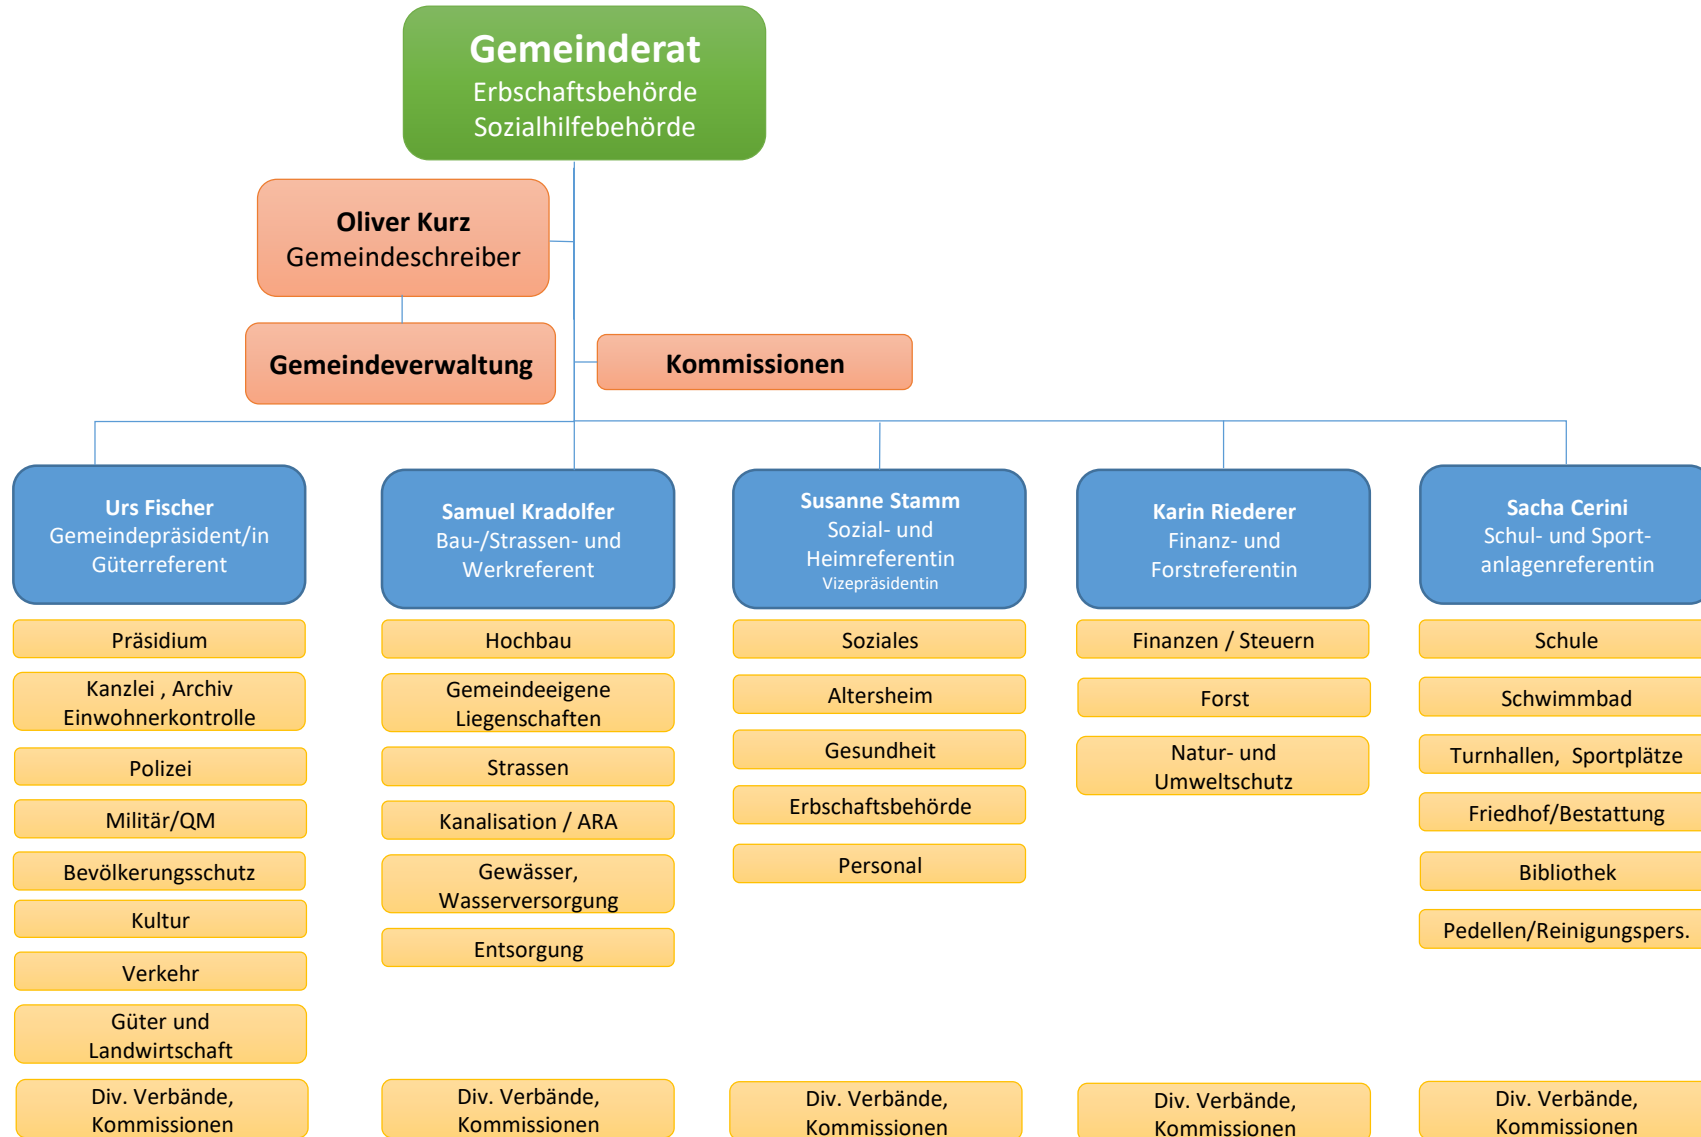 Gemeinderat
Erbschaftsbehörde
Sozialhilfebehörde
Oliver Kurz
Gemeindeschreiber
Gemeindeverwaltung
Kommissionen
Urs Fischer
Gemeindepräsident/in
Güterreferent
Präsidium
Kanzlei , Archiv
Einwohnerkontrolle
Polizei
Militär/QM
Bevölkerungsschutz
Kultur
Verkehr
Güter und
Landwirtschaft
Div. Verbände,
Kommissionen
Samuel Kradolfer
Bau-/Strassen- und
Werkreferent
Hochbau
Gemeindeeigene
Liegenschaften
Strassen
Kanalisation / ARA
Gewässer,
Wasserversorgung
Entsorgung
Div. Verbände,
Kommissionen
Susanne Stamm
Sozial- und
Heimreferentin
Vizepräsidentin
Soziales
Altersheim
Gesundheit
Erbschaftsbehörde
Personal
Div. Verbände,
Kommissionen
Karin Riederer
Finanz- und
Forstreferentin
Finanzen / Steuern
Forst
Natur- und
Umweltschutz
Div. Verbände,
Kommissionen
Sacha Cerini
Schul- und Sport-
anlagenreferentin
Schule
Schwimmbad
Turnhallen, Sportplätze
Friedhof/Bestattung
Bibliothek
Pedellen/Reinigungspers.
Div. Verbände,
Kommissionen